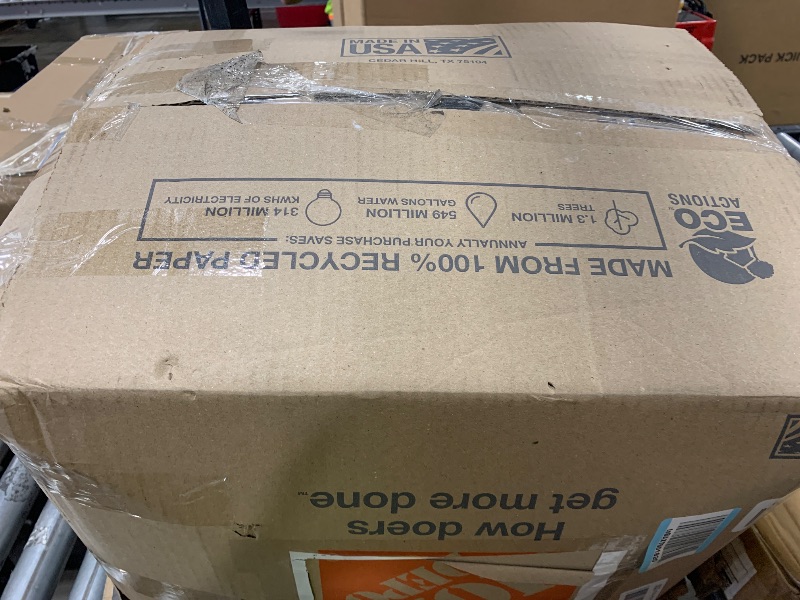 MADE IN
USA
CEDAR HILL, TX 75104
ECO
ACTIONS
MADE FROM 100% RECYCLED PAPER
ANNUALLY YOUR PURCHASE SAVES:
1.3 MILLION
TREES
549 MILLION
GALLONS WATER
314 MILLION
KWHS OF ELECTRICITY
How doers
get more done.™